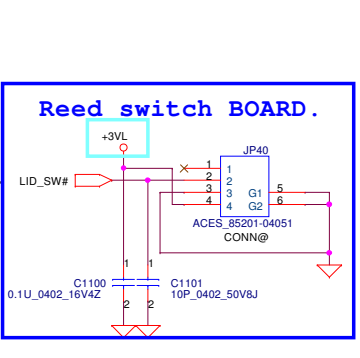 Reed switch BOARD.
+3VL
JP40
LID_SW#
1 1
2 2
3 3 G1 5
4 4 G2 6
ACES_85201-04051
CONN@
1 1
C1100 C1101
0.1U_0402_16V4Z 10P_0402_50V8J
2 2